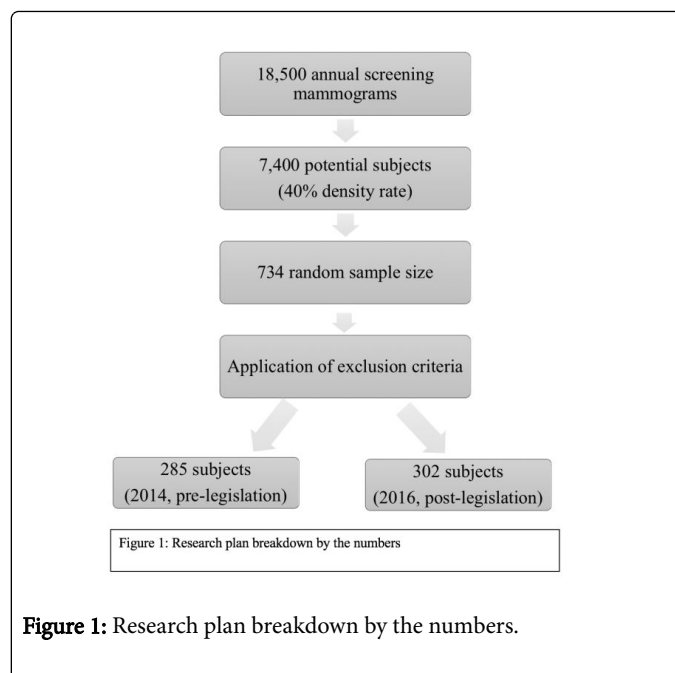 18,500 annual screening
mammograms
7,400 potential subjects
(40% density rate)
734 random sample size
Application of exclusion criteria
285 subjects
(2014, pre-legislation)
302 subjects
(2016, post-legislation)
Figure 1: Research plan breakdown by the numbers
Figure 1: Research plan breakdown by the numbers.